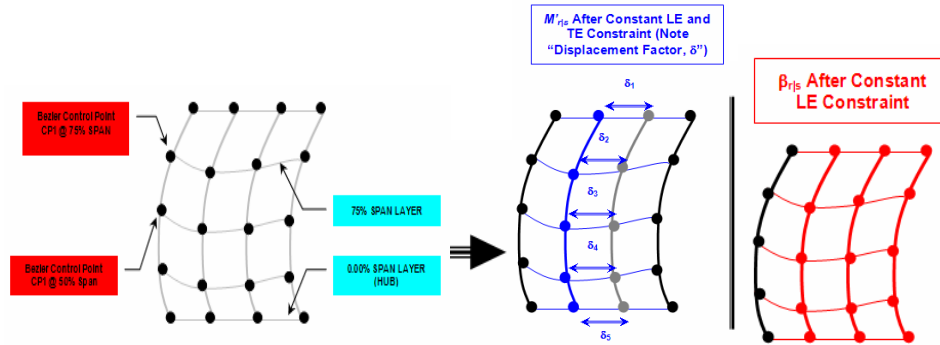 Bezier Control Point
CP1 @ 75% SPAN
Bezier Control Point
CP1 @ 50% Span
75% SPAN LAYER
0.00% SPAN LAYER
(HUB)
M'r|s After Constant LE and
TE Constraint (Note
“Displacement Factor, δ”)
δ1
δ2
δ3
δ4
δ5
βr|s After Constant
LE Constraint